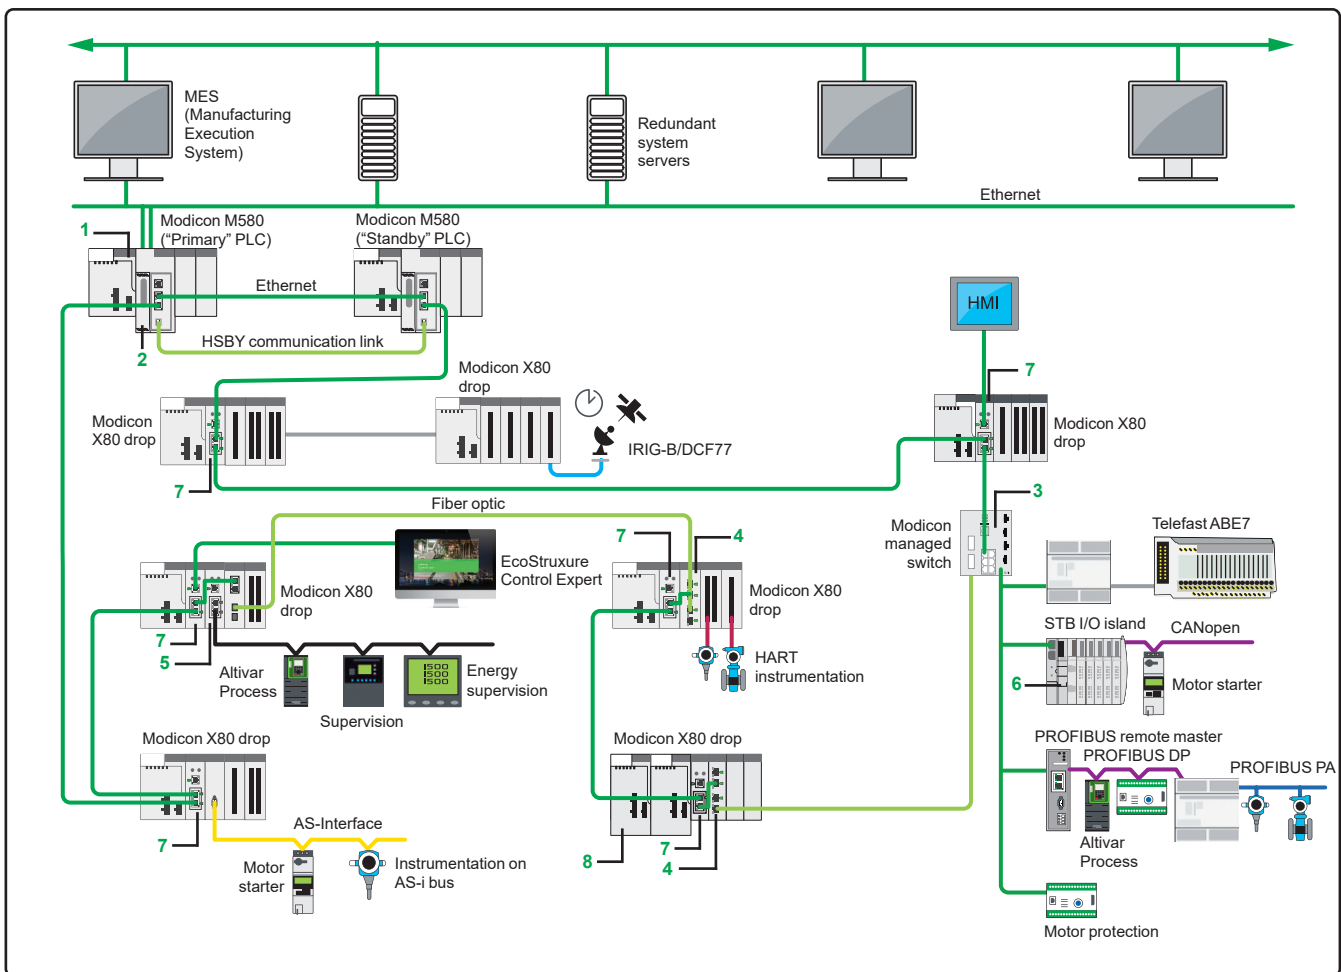 MES
(Manufacturing
Execution
System)
Redundant
system
servers
Ethernet
1
Modicon M580
("Primary" PLC)
Modicon M580
("Standby" PLC)
Ethernet
HSBY communication link
2
HMI
Modicon X80
drop
Modicon
X80 drop
7
IRIG-B/DCF77
7
Modicon X80
drop
Fiber optic
EcoStruxure
Control Expert
Modicon X80
drop
7
5
7
4
Modicon X80
drop
Modicon
managed
switch
3
Telefast ABE7
Altivar
Process
Supervision
1500
1500
1500
Energy
supervision
HART
instrumentation
STB I/O island
CANopen
6
Motor starter
Modicon X80 drop
7
AS-Interface
Motor
starter
Instrumentation on
AS-i bus
Modicon X80 drop
8
7
4
PROFIBUS remote master
PROFIBUS DP
PROFIBUS PA
Altivar
Process
Motor protection